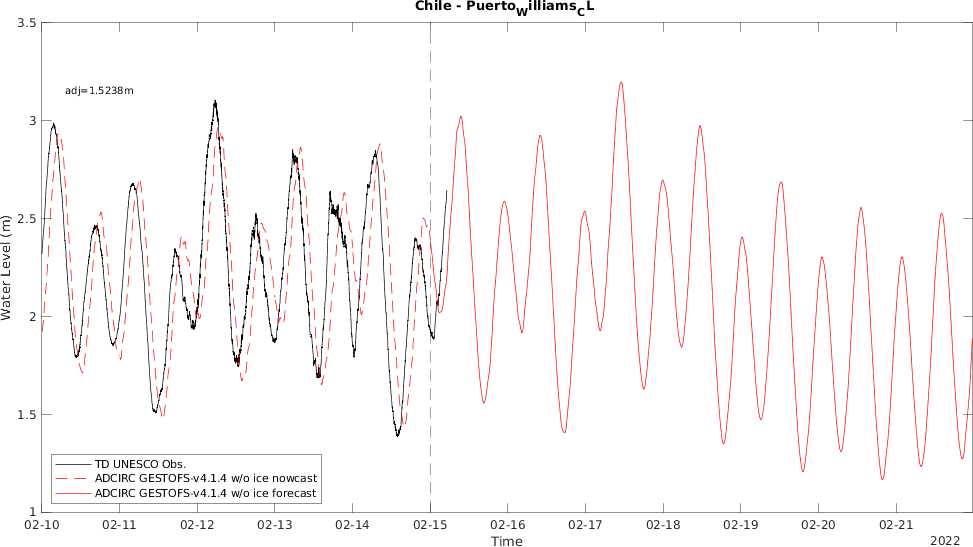 Chile - PuertoWilliamsCL
adj=1.5238m
Water Level (m)
3.5
3
2.5
2
1.5
1
TD UNESCO Obs.
ADCIRC GESTOFS-v4.1.4 w/o ice nowcast
ADCIRC GESTOFS-v4.1.4 w/o ice forecast
02-10 02-11 02-12 02-13 02-14 02-15 02-16 02-17 02-18 02-19 02-20 02-21
Time
2022